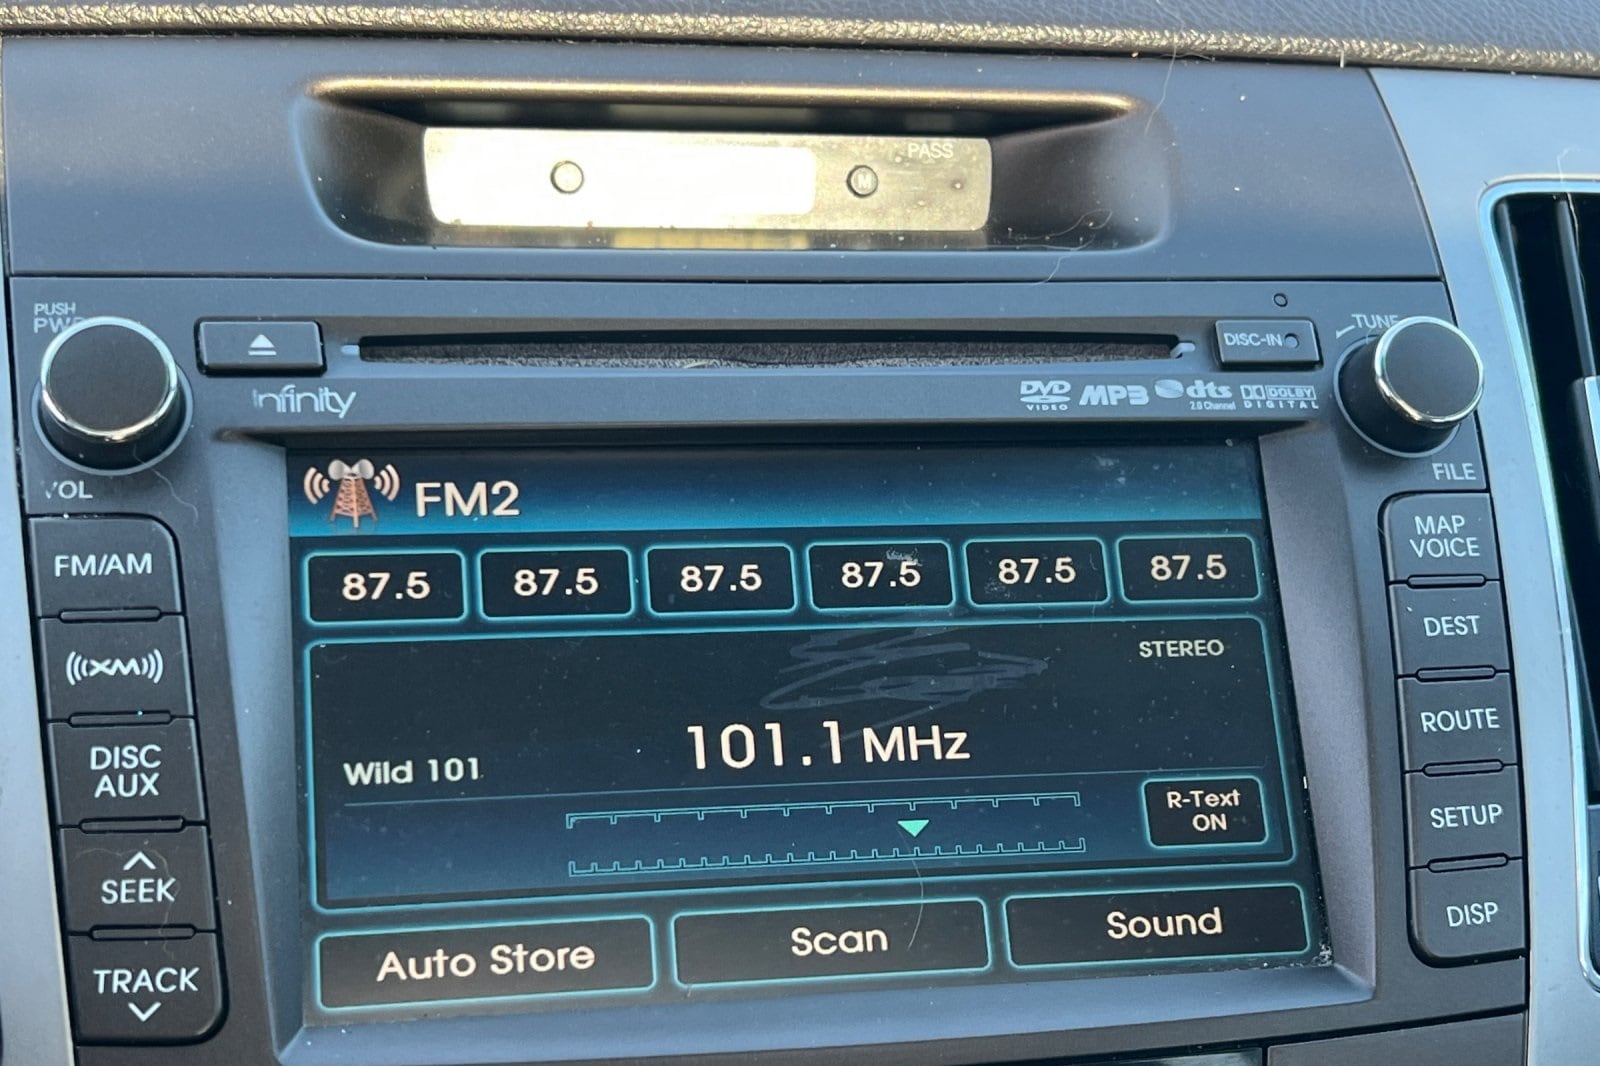 PASS
PUSH
PWR
VOL
infinity
DISC-IN
TUNE
FILE
DVD VIDEO
MP3
dts 2.0 Channel
DOLBY DIGITAL
FM2
87.5 87.5 87.5 87.5 87.5 87.5
STEREO
101.1 MHz
Wild 101
R-Text
ON
Auto Store Scan Sound
FM/AM
((XM))
DISC
AUX
SEEK
TRACK
MAP
VOICE
DEST
ROUTE
SETUP
DISP